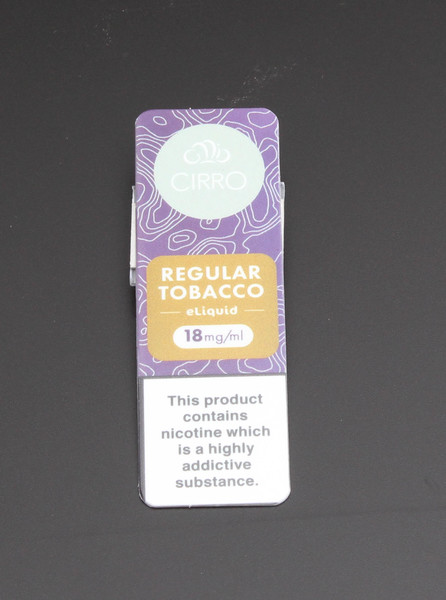 CIRRO
REGULAR
TOBACCO
eLiquid
18mg/ml
This product
contains
nicotine which
is a highly
addictive
substance.